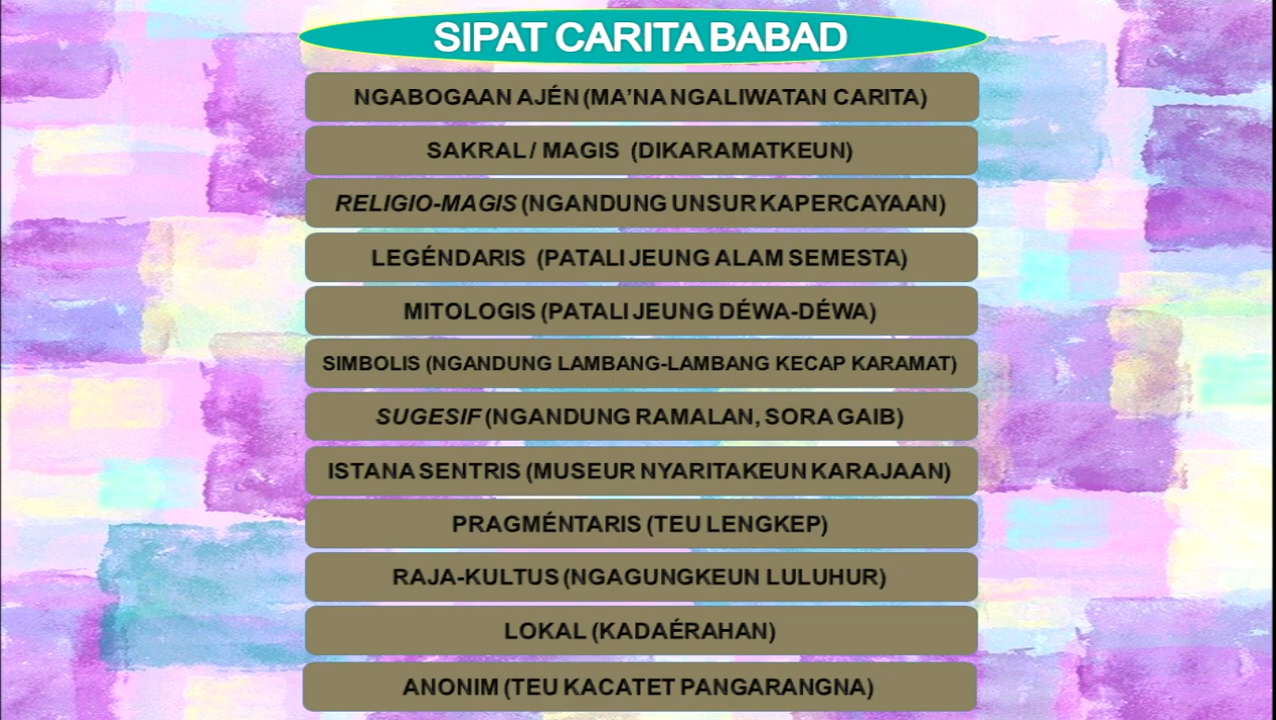 SIPAT CARITA BABAD
NGABOGAAN AJÉN (MA'NA NGALIWATAN CARITA)
SAKRAL / MAGIS (DIKARAMATKEUN)
RELIGIO-MAGIS (NGANDUNG UNSUR KAPERCAYAAN)
LEGÉNDARIS (PATALI JEUNG ALAM SEMESTA)
MITOLOGIS (PATALI JEUNG DÉWA-DÉWA)
SIMBOLIS (NGANDUNG LAMBANG-LAMBANG KECAP KARAMAT)
SUGESIF (NGANDUNG RAMALAN, SORA GAIB)
ISTANA SENTRIS (MUSEUR NYARITAKEUN KARAJAAN)
PRAGMÉNTARIS (TEU LENGKEP)
RAJA-KULTUS (NGAGUNGKEUN LULUHUR)
LOKAL (KADAÉRAHAN)
ANONIM (TEU KACATET PANGARANGNA)